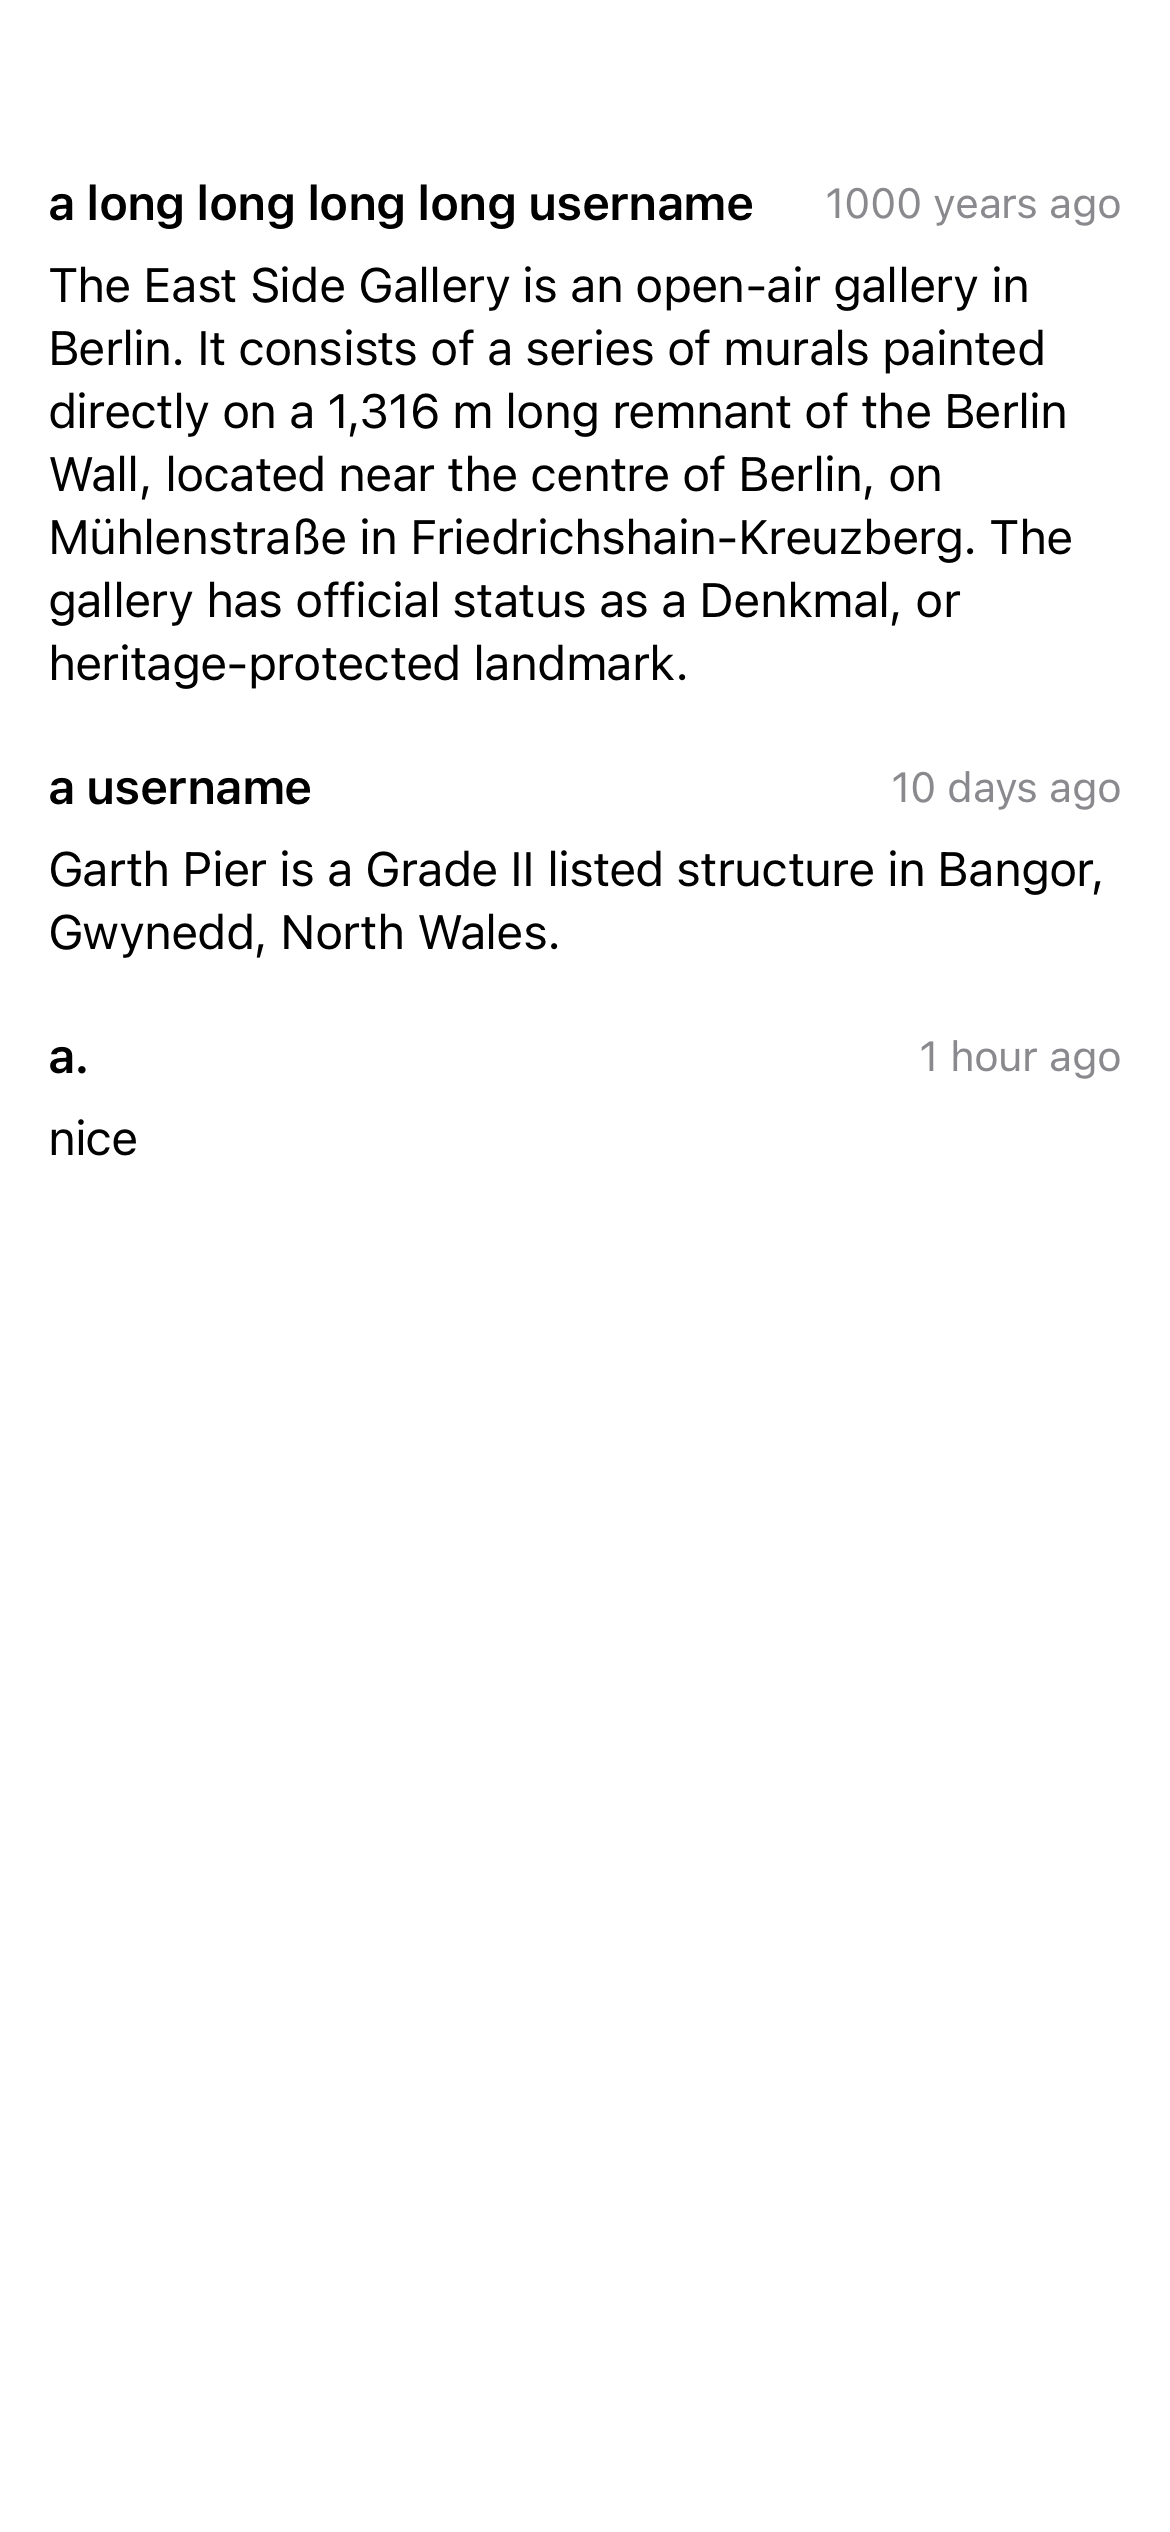 a long long long long username 1000 years ago
The East Side Gallery is an open-air gallery in
Berlin. It consists of a series of murals painted
directly on a 1,316 m long remnant of the Berlin
Wall, located near the centre of Berlin, on
Mühlenstraße in Friedrichshain-Kreuzberg. The
gallery has official status as a Denkmal, or
heritage-protected landmark.
a username 10 days ago
Garth Pier is a Grade II listed structure in Bangor,
Gwynedd, North Wales.
a. 1 hour ago
nice